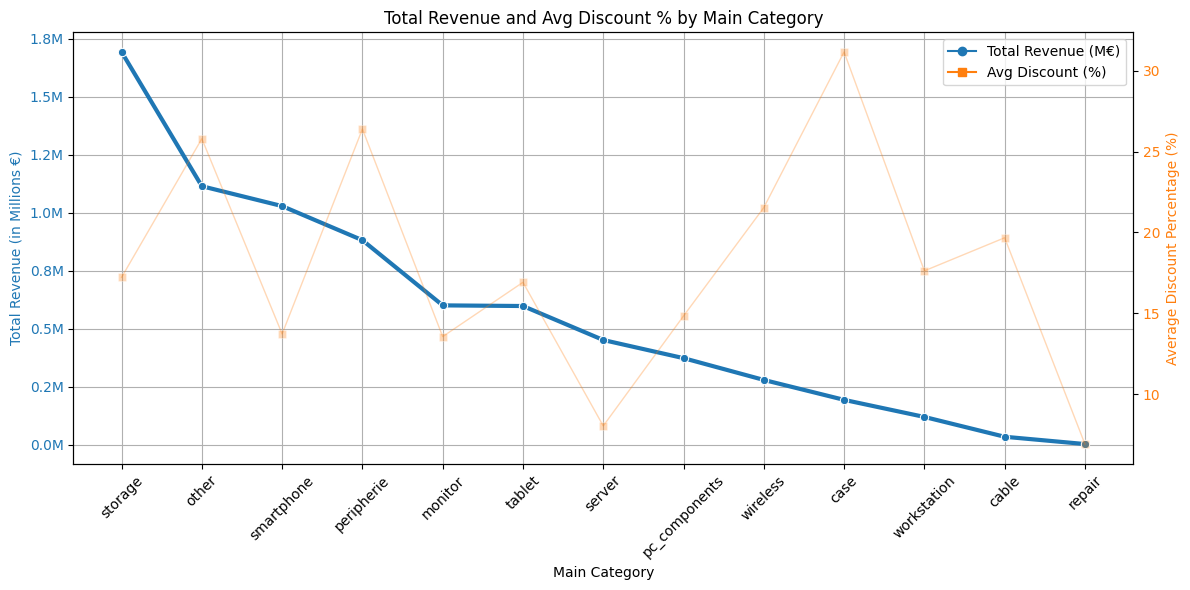 Total Revenue and Avg Discount % by Main Category
Total Revenue (in Millions €)
1.8M
1.5M
1.2M
1.0M
0.8M
0.5M
0.2M
0.0M
Total Revenue (M€)
Avg Discount (%)
30
25
20
15
10
Average Discount Percentage (%)
storage
other
smartphone
peripherie
monitor
tablet
server
pc_components
wireless
case
workstation
cable
repair
Main Category